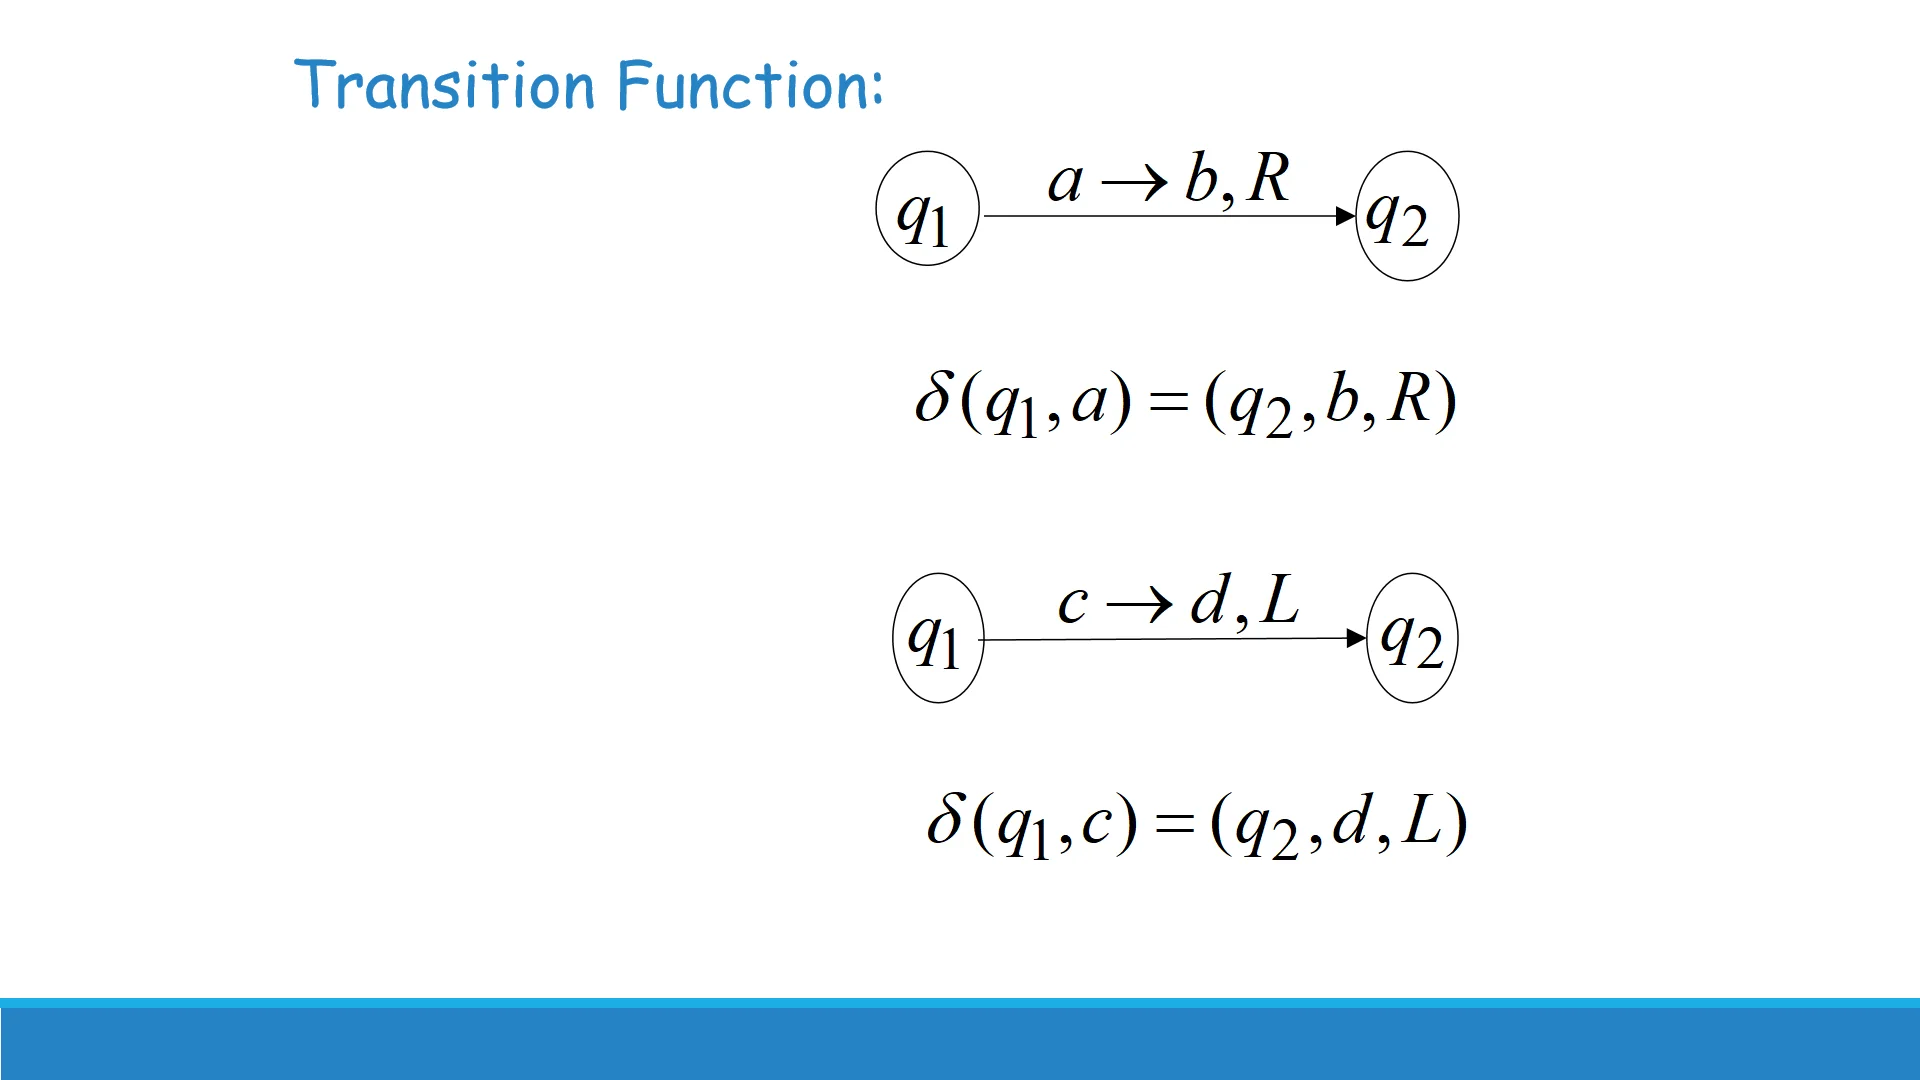 Transition Function:
q₁ a → b, R q₂
δ(q₁, a) = (q₂, b, R)
q₁ c → d, L q₂
δ(q₁, c) = (q₂, d, L)